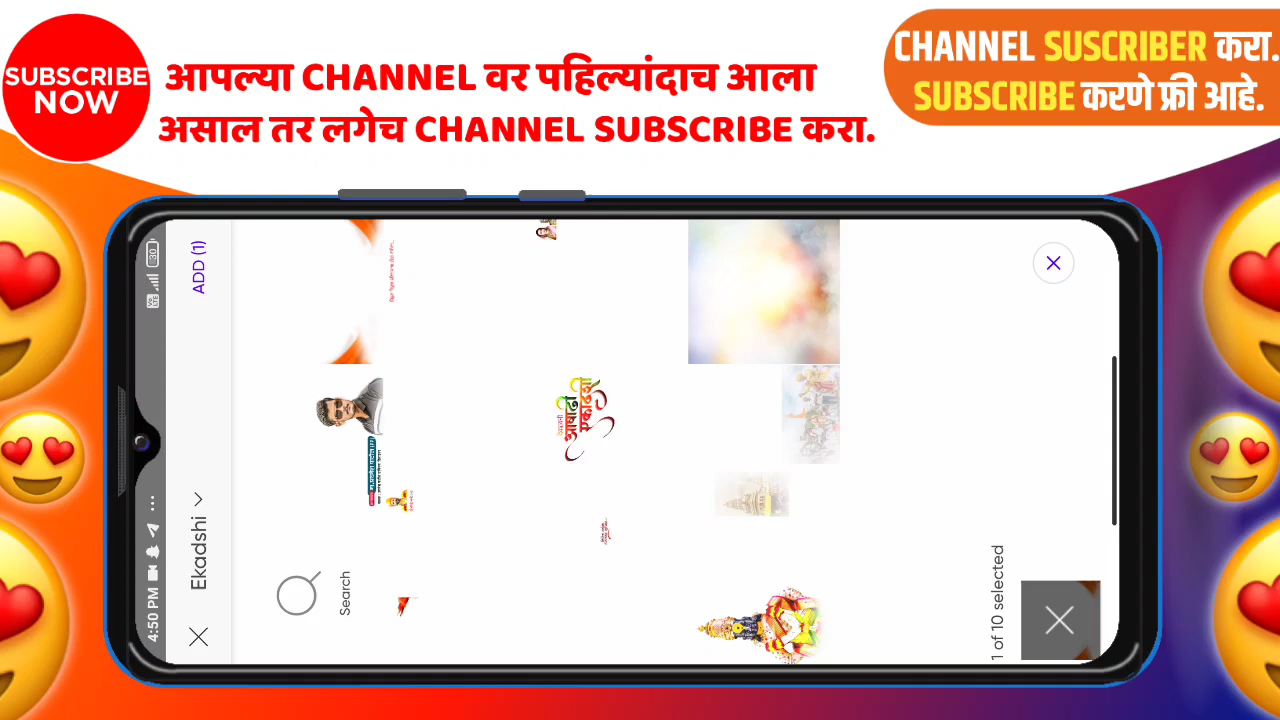 SUBSCRIBE
NOW
आपल्या CHANNEL वर पहिल्यांदाच आला
असाल तर लगेच CHANNEL SUBSCRIBE करा.
CHANNEL SUSCRIBER करा.
SUBSCRIBE करणे फ्री आहे.
4:50 PM
30
Ekadshi
ADD (1)
Search
आषाढी
एकादशी
1 of 10 selected